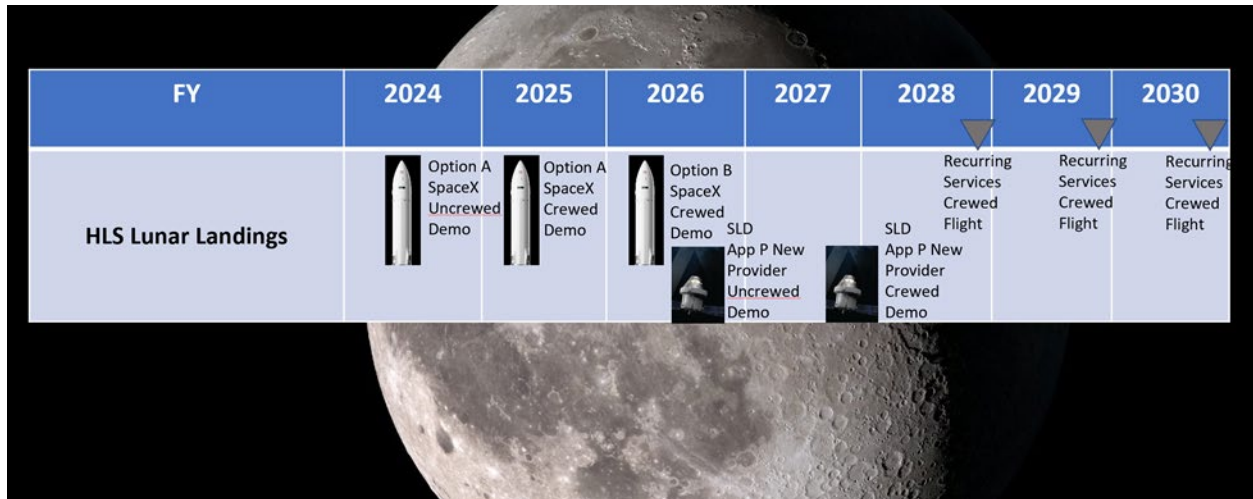 FY 2024 2025 2026 2027 2028 2029 2030
HLS Lunar Landings
Option A
SpaceX
Uncrewed
Demo
Option A
SpaceX
Crewed
Demo
Option B
SpaceX
Crewed
Demo
SLD
App P New
Provider
Uncrewed
Demo
SLD
App P New
Provider
Crewed
Demo
Recurring
Services
Crewed
Flight
Recurring
Services
Crewed
Flight
Recurring
Services
Crewed
Flight